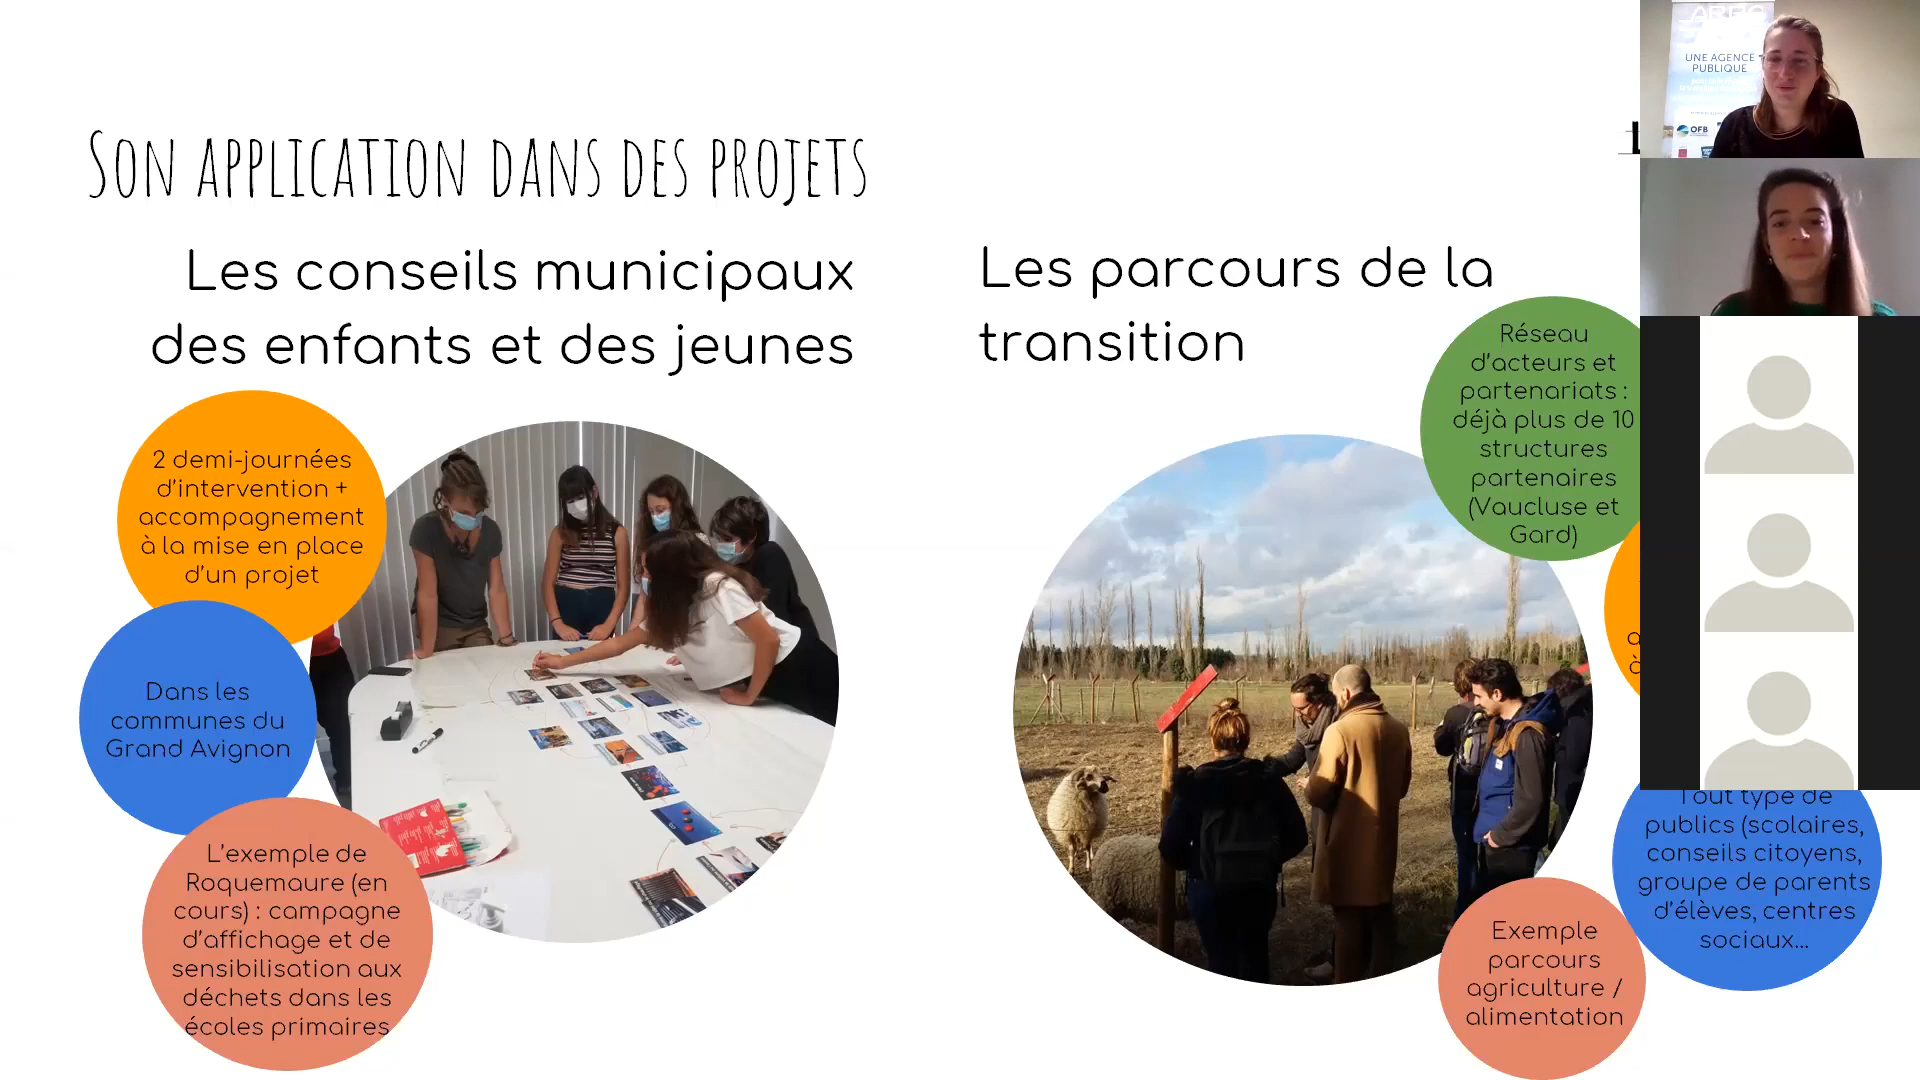 Son application dans des projets
Les conseils municipaux
des enfants et des jeunes
2 demi-journées
d'intervention +
accompagnement
à la mise en place
d'un projet
Dans les
communes du
Grand Avignon
L'exemple de
Roquemaure (en
cours) : campagne
d'affichage et de
sensibilisation aux
déchets dans les
écoles primaires
Les parcours de la
transition
Réseau
d'acteurs et
partenariats :
déjà plus de 10
structures
partenaires
(Vaucluse et
Gard)
Tout type de
publics (scolaires,
conseils citoyens,
groupe de parents
d'élèves, centres
sociaux...
Exemple
parcours
agriculture /
alimentation
UNE AGENCE
PUBLIQUE
OFB